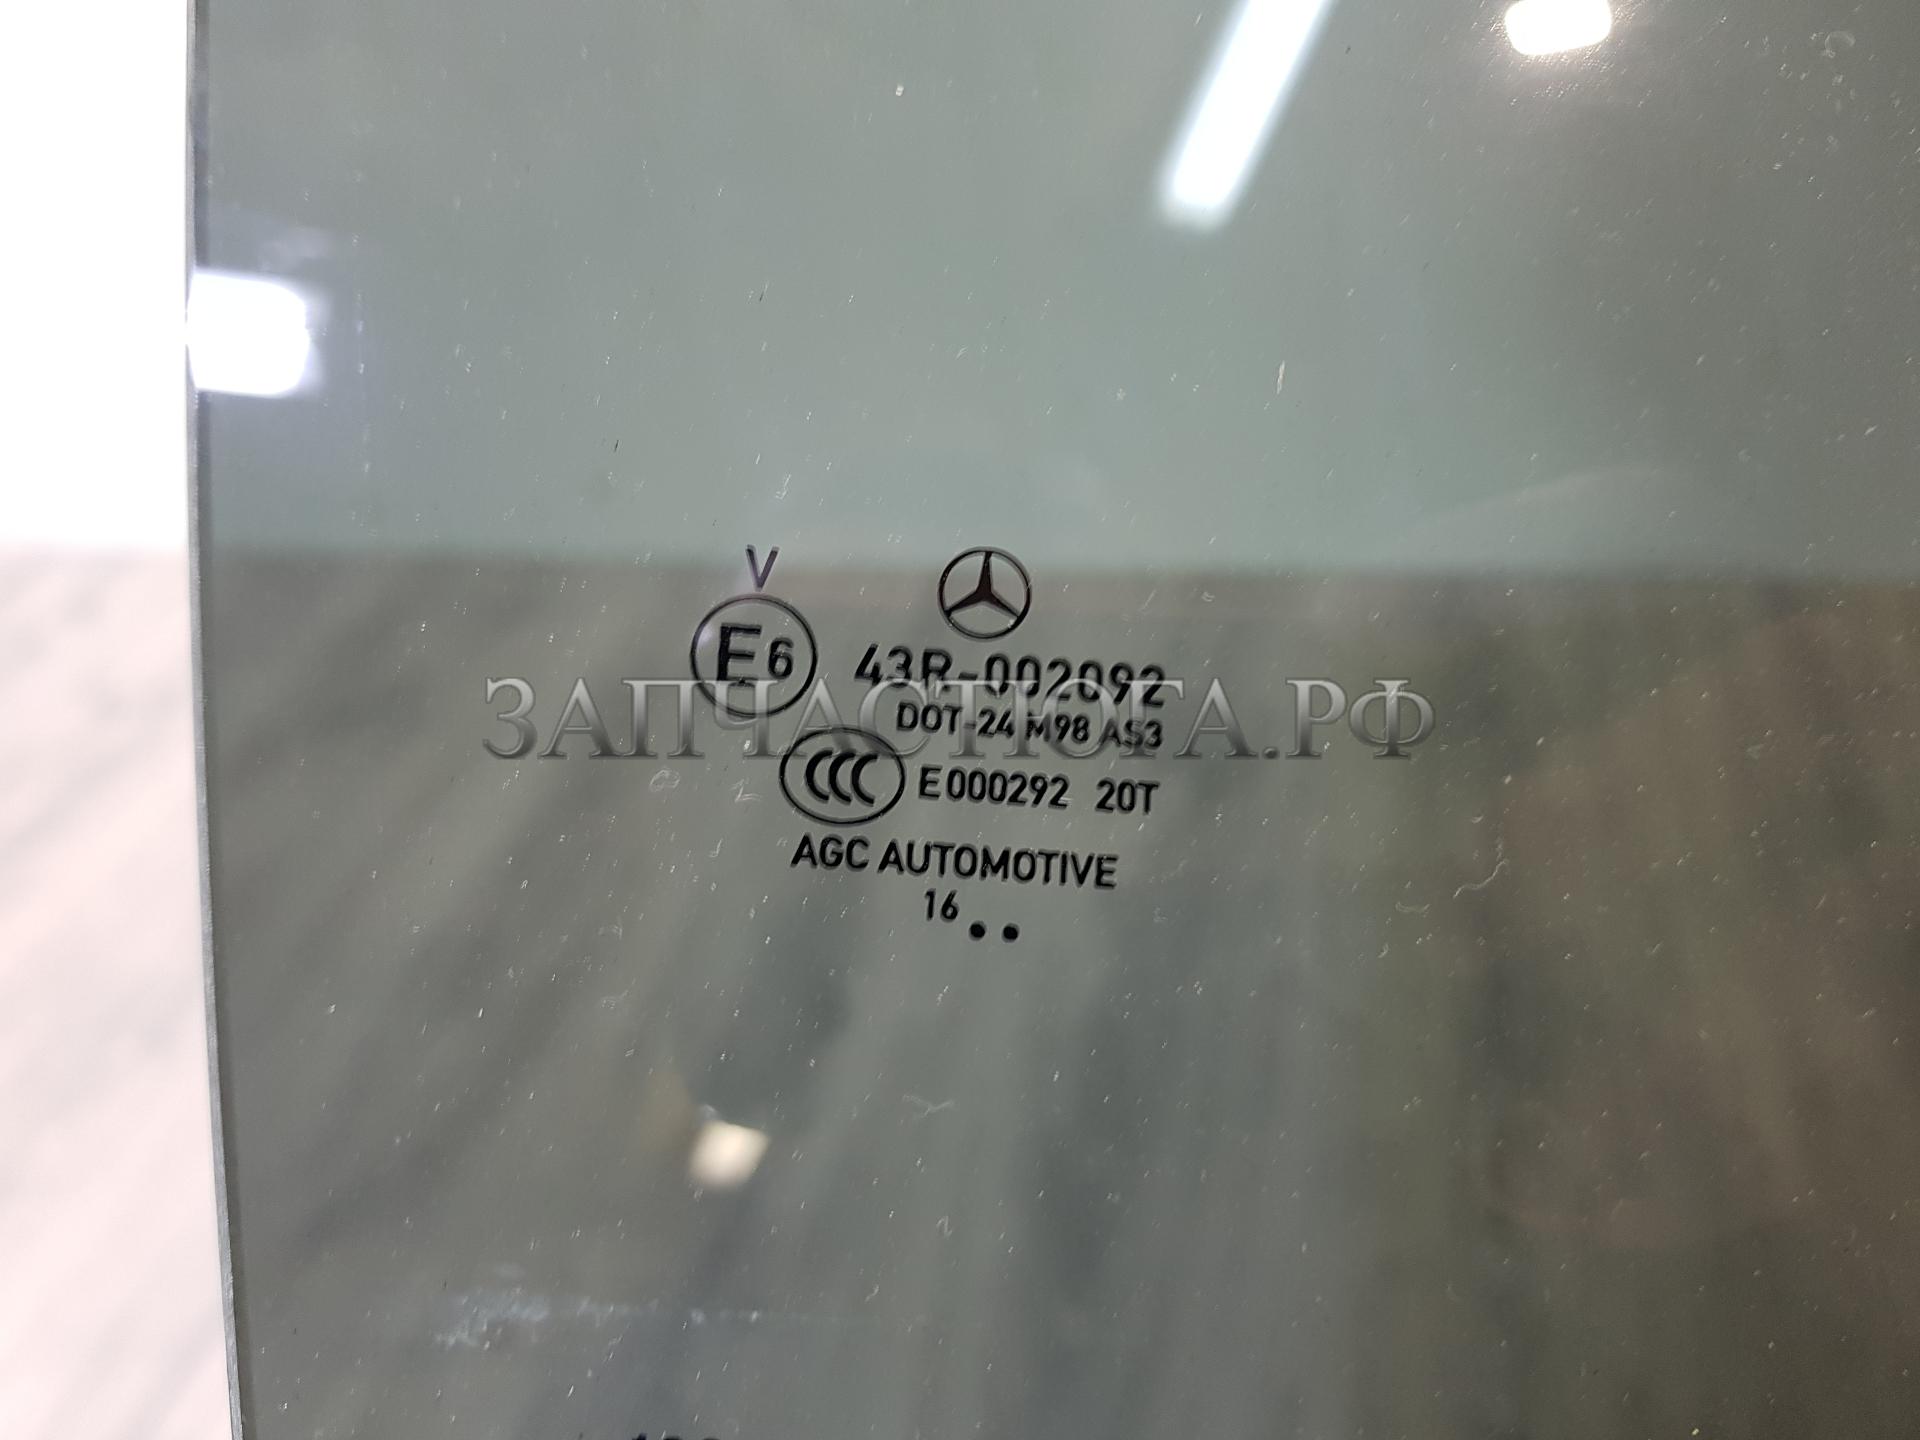 V
E6
43R-002092
DOT-24 M98 AS3
ЗАПЧАСТЮГА.РФ
CCC E000292 20T
AGC AUTOMOTIVE
16..